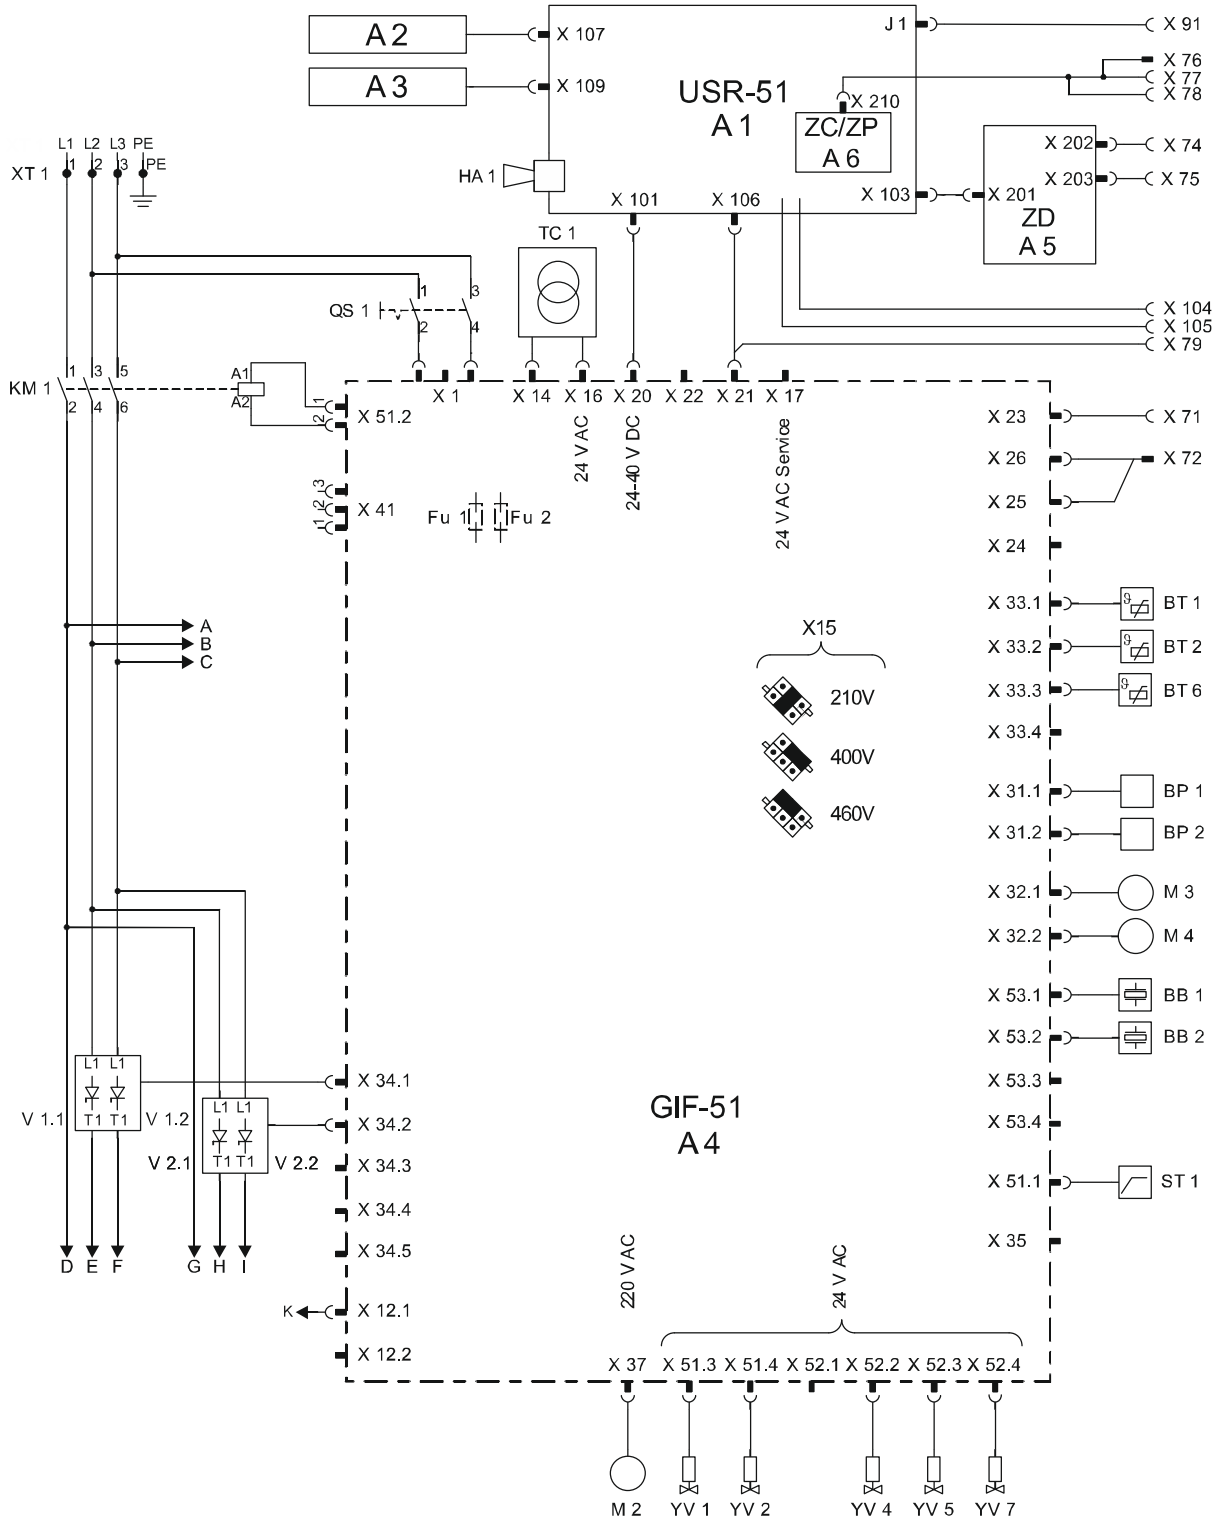 A 2
X 107
J 1
X 91
A 3
X 109
USR-51
A 1
X 76
X 77
X 78
X 210
ZC/ZP
A 6
L1 L2 L3 PE
XT 1
1 2 3 PE
HA 1
X 202
X 74
X 203
X 75
X 101
X 106
X 103
X 201
ZD
A 5
TC 1
1 3
QS 1
2 4
X 104
X 105
X 79
KM 1
1 3 5
2 4 6
A1
A2
1
2
X 51.2
X 1
X 14
X 16
X 20
X 22
X 21
X 17
24 V AC
24-40 V DC
24 V AC Service
X 23
X 71
X 26
X 72
X 25
X 24
3
2
1
X 41
Fu 1
Fu 2
X 33.1
BT 1
X 33.2
BT 2
X 33.3
BT 6
X 33.4
A
B
C
X15
210V
400V
460V
X 31.1
BP 1
X 31.2
BP 2
X 32.1
M 3
X 32.2
M 4
X 53.1
BB 1
X 53.2
BB 2
X 53.3
X 53.4
X 51.1
ST 1
X 35
L1 L1
V 1.1
T1 T1
V 1.2
L1 L1
V 2.1
T1 T1
V 2.2
X 34.1
X 34.2
X 34.3
X 34.4
X 34.5
GIF-51
A 4
D E F G H I
K
X 12.1
X 12.2
220 V AC
24 V AC
X 37
X 51.3
X 51.4
X 52.1
X 52.2
X 52.3
X 52.4
M 2
YV 1
YV 2
YV 4
YV 5
YV 7